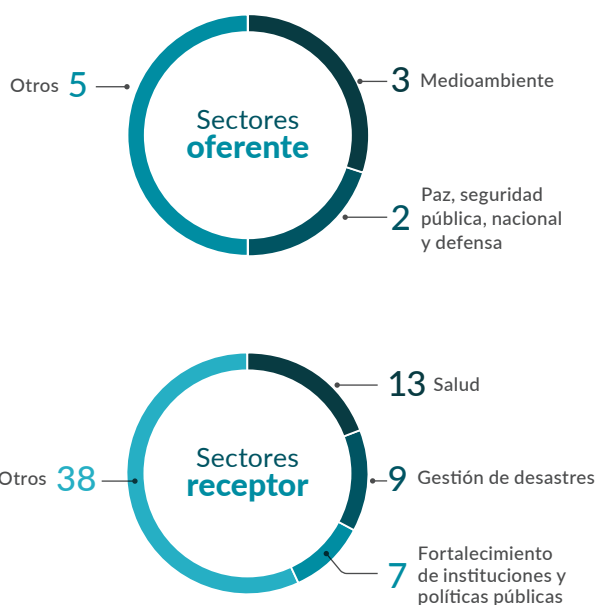 Otros 5
Sectores
oferente
3 Medioambiente
2 Paz, seguridad
pública, nacional
y defensa
Sectores
receptor
13 Salud
Otros 38
9 Gestión de desastres
7 Fortalecimiento
de instituciones y
políticas públicas